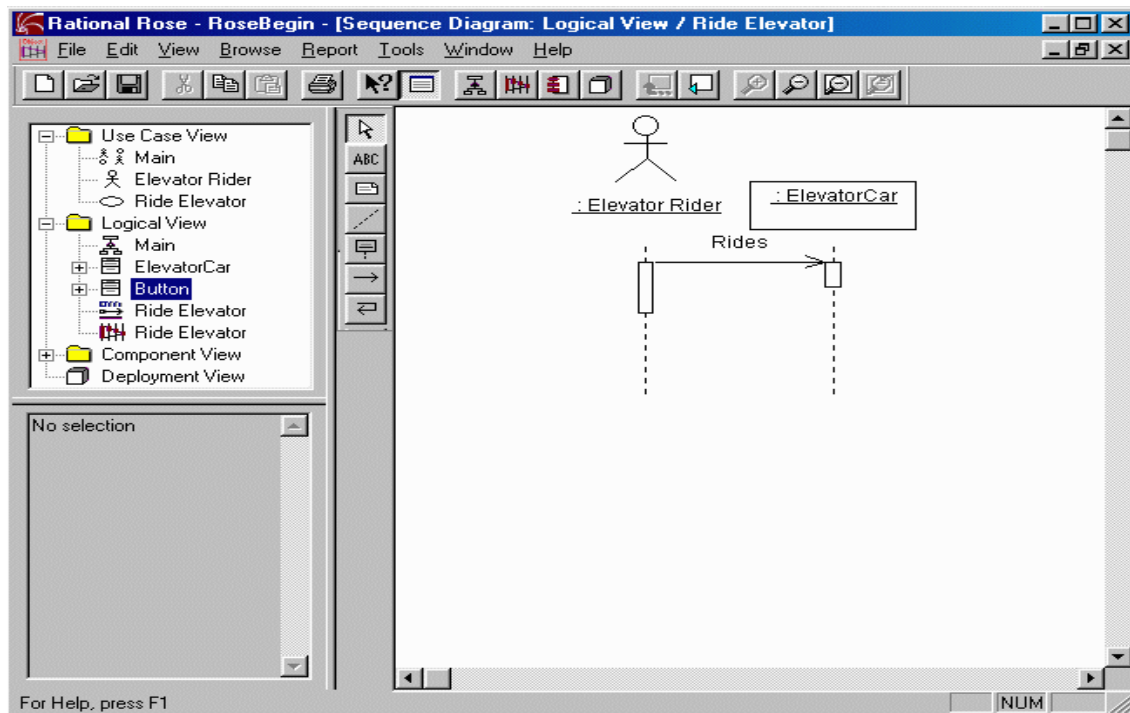 Rational Rose - RoseBegin - [Sequence Diagram: Logical View / Ride Elevator]
File Edit View Browse Report Tools Window Help
Use Case View
Main
Elevator Rider
Ride Elevator
Logical View
Main
ElevatorCar
Button
Ride Elevator
Ride Elevator
Component View
Deployment View
No selection
ABC
: Elevator Rider
: ElevatorCar
Rides
For Help, press F1
NUM